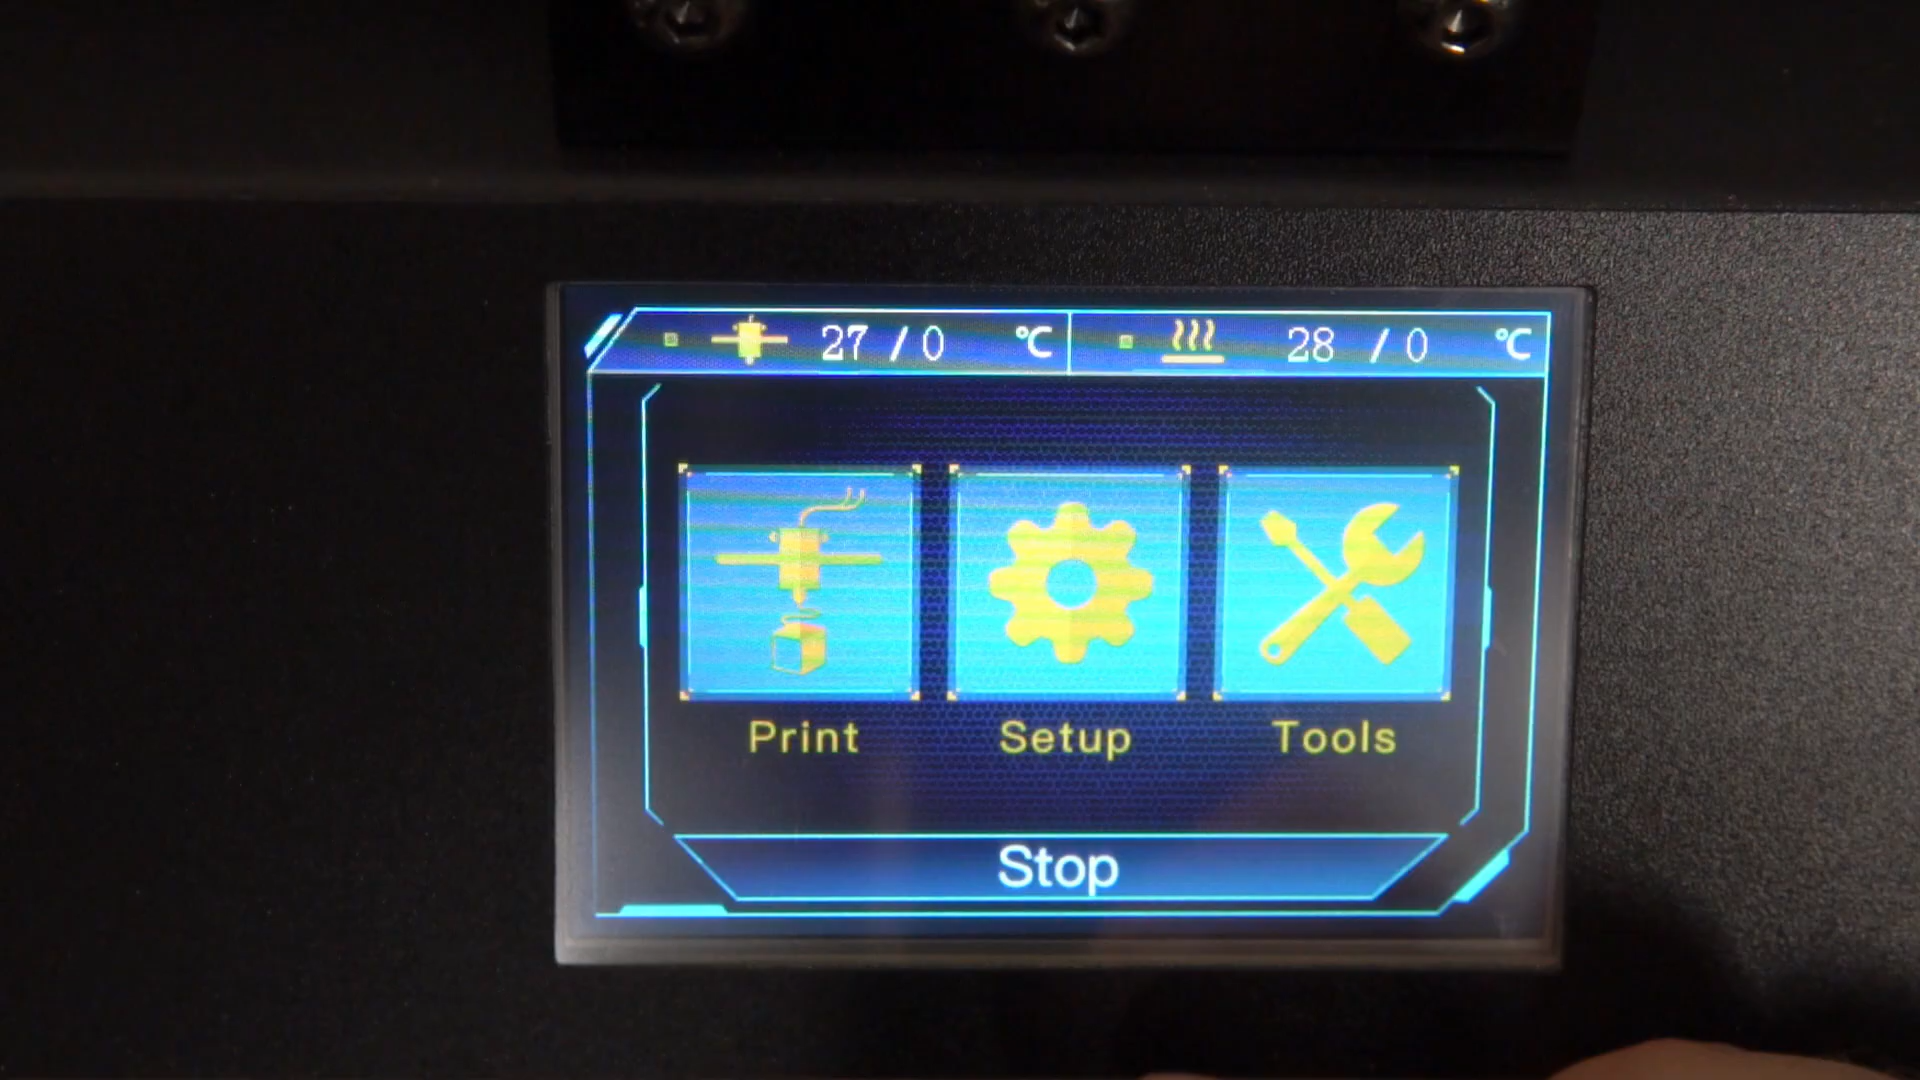 27 / 0 ℃ 28 / 0 ℃
Print Setup Tools
Stop